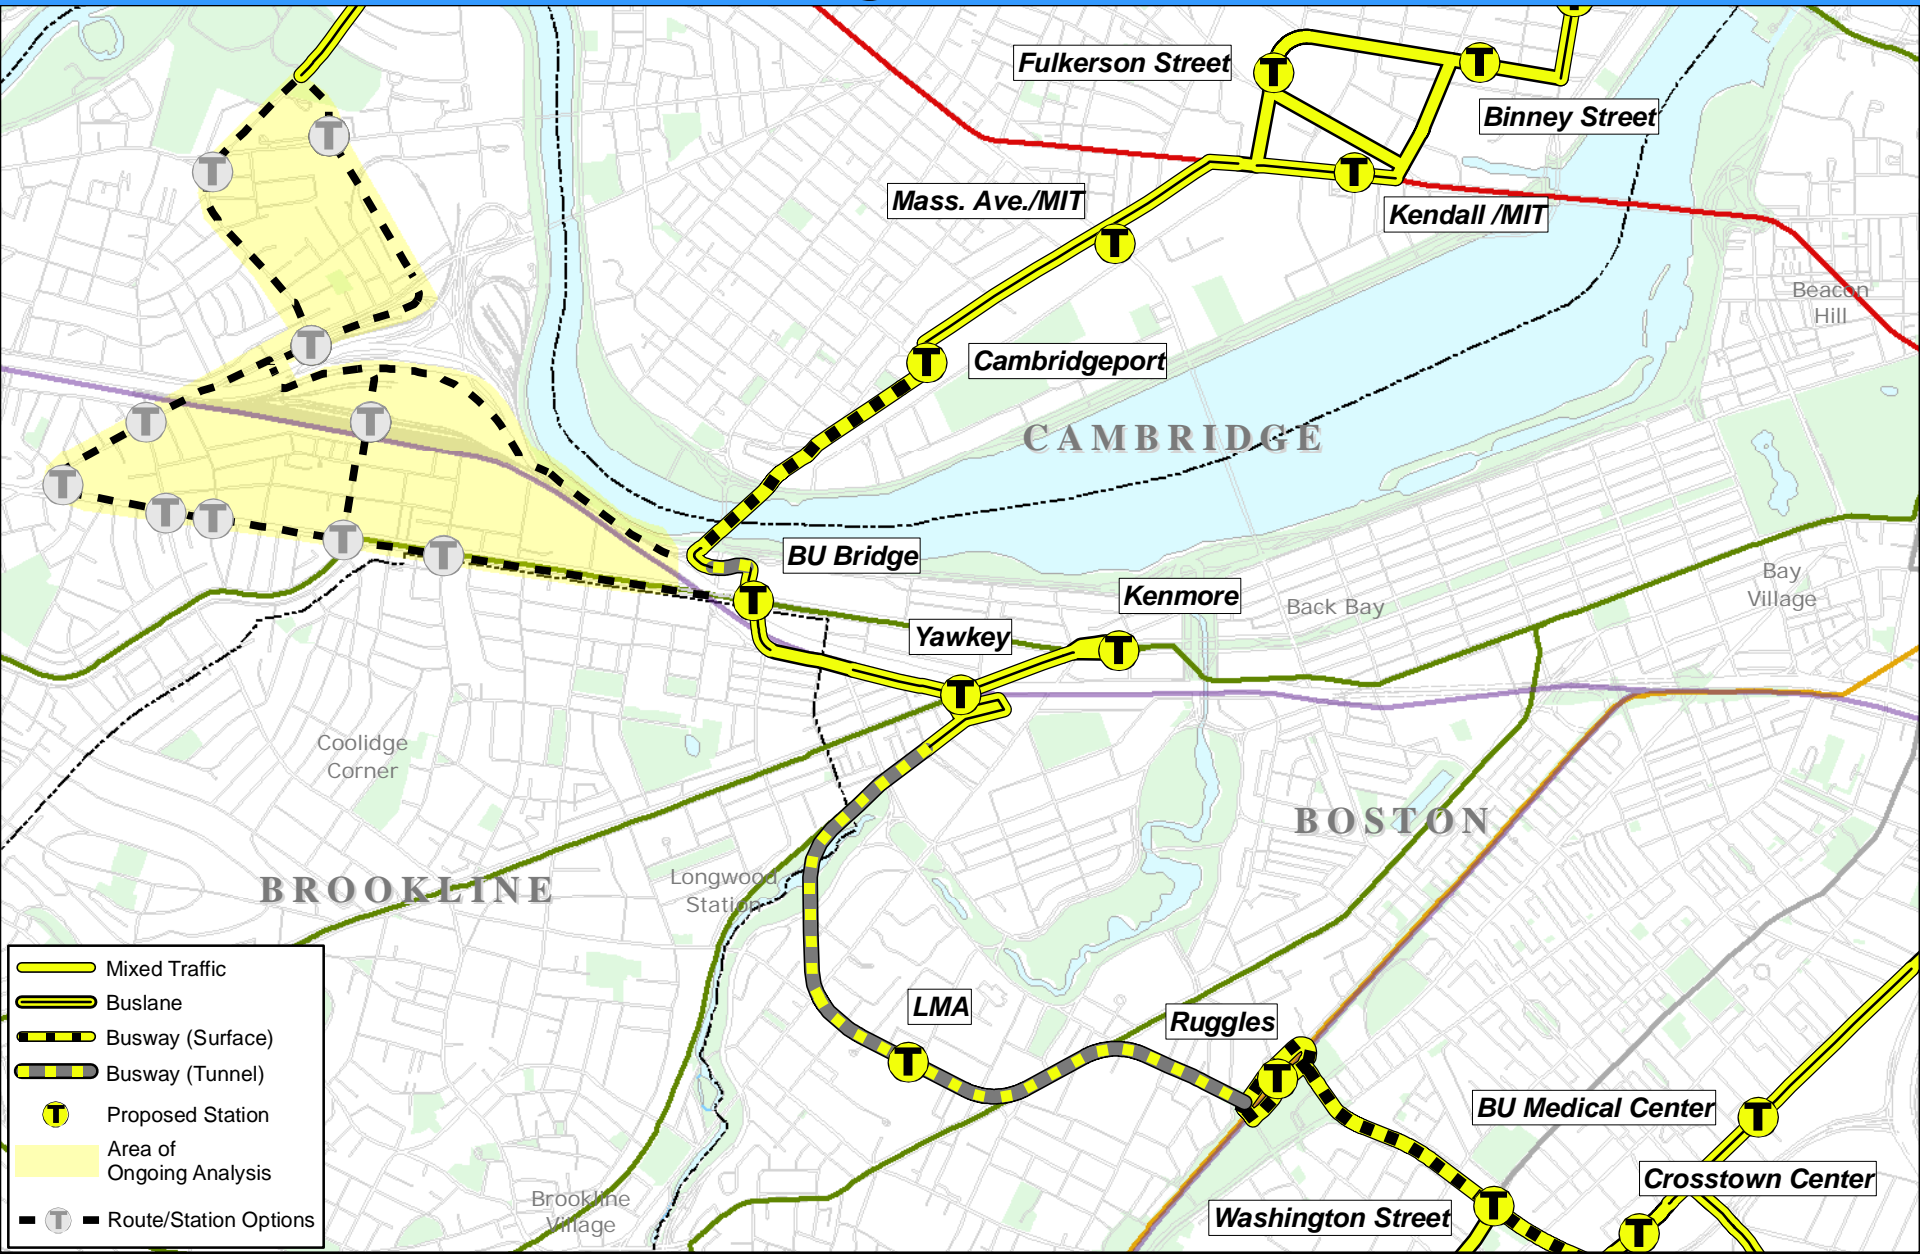 Fulkerson Street
T
T
T
Binney Street
T
T
T
Mass. Ave./MIT
Kendall /MIT
T
Beacon
Hill
T
Cambridgeport
T
CAMBRIDGE
T
T
T
T
T
T
T
BU Bridge
Kenmore
T
Back Bay
Bay
Village
Yawkey
T
T
Coolidge
Corner
BOSTON
BROOKLINE
Longwood
Station
LMA
T
Ruggles
T
BU Medical Center
T
Crosstown Center
Washington Street
T
T
Brookline
Village
Mixed Traffic
Buslane
Busway (Surface)
Busway (Tunnel)
T
Proposed Station
Area of
Ongoing Analysis
T
Route/Station Options